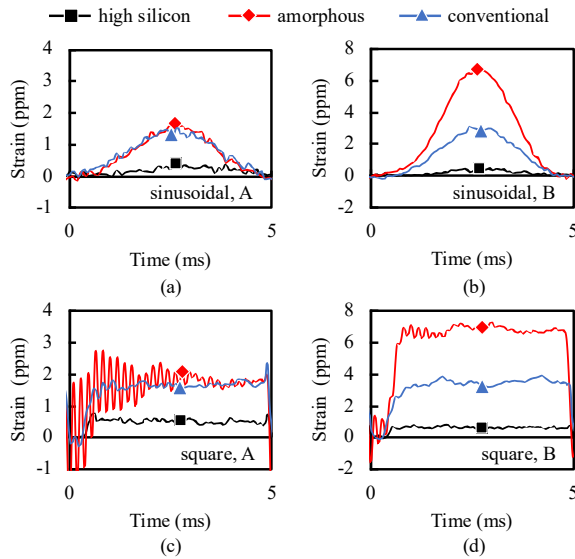 high silicon amorphous conventional
4
3
2
1
0
-1
Strain (ppm)
sinusoidal, A
0 5
Time (ms)
(a)
8
6
4
2
0
-2
Strain (ppm)
sinusoidal, B
0 5
Time (ms)
(b)
4
3
2
1
0
-1
Strain (ppm)
square, A
0 5
Time (ms)
(c)
8
6
4
2
0
-2
Strain (ppm)
square, B
0 5
Time (ms)
(d)